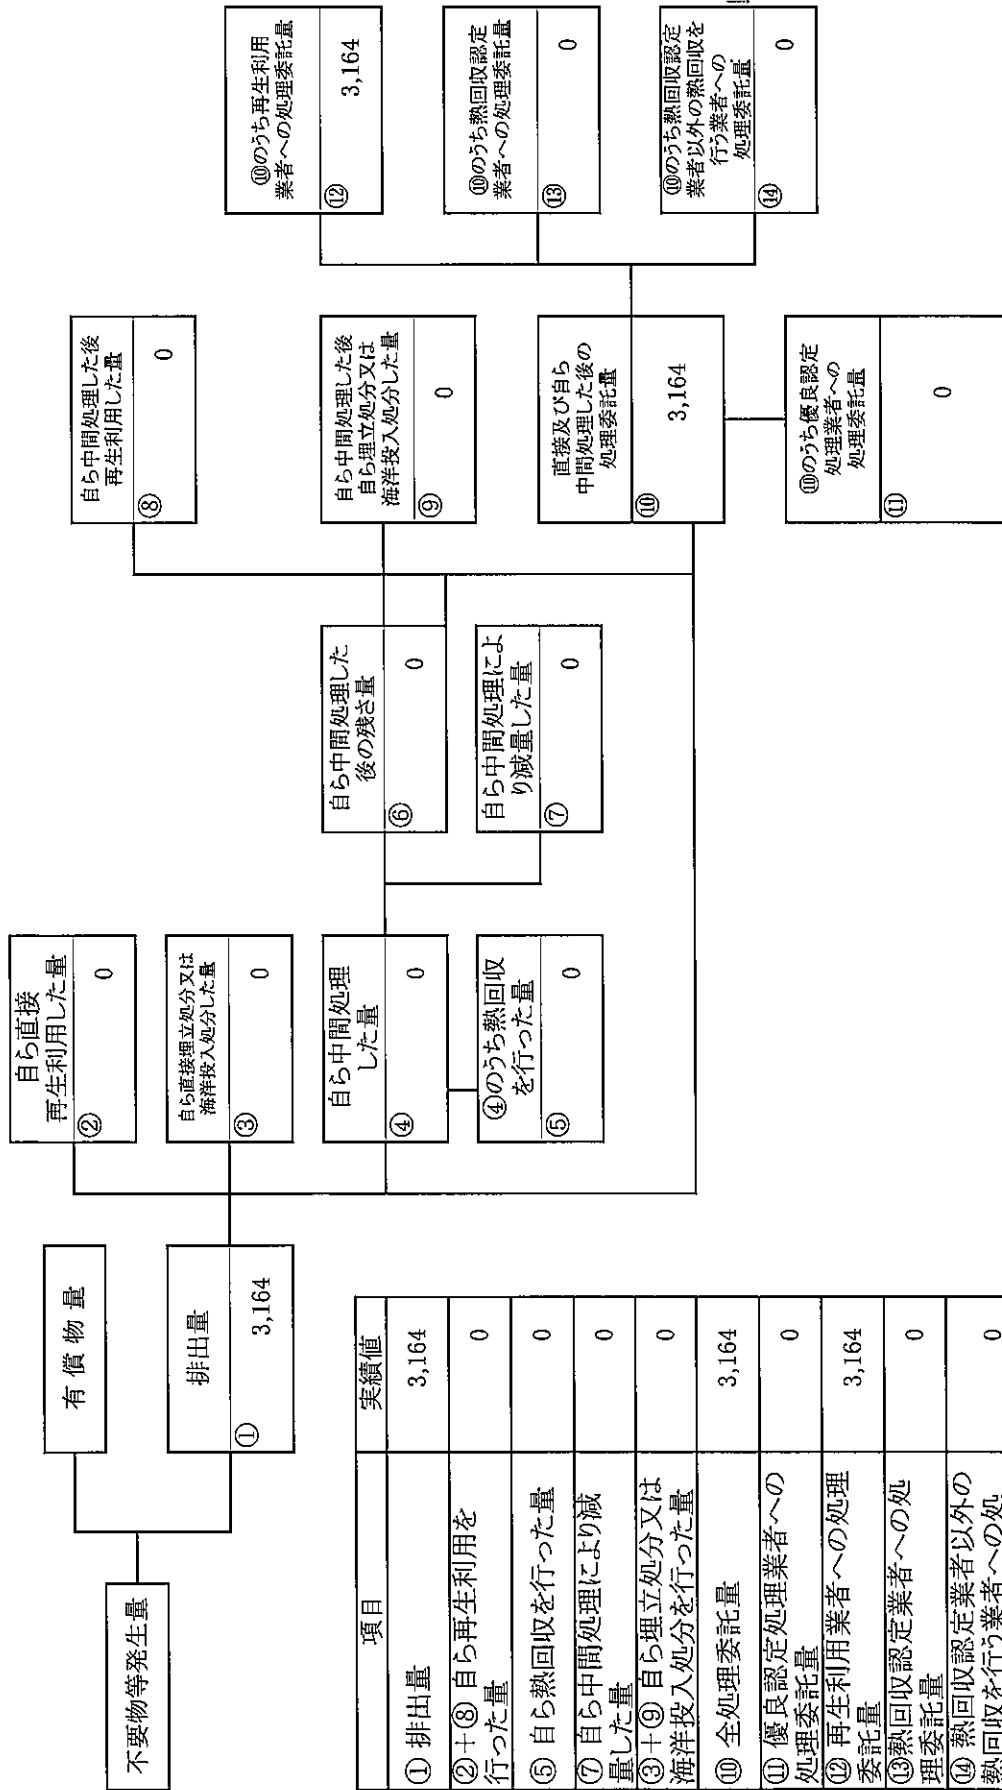 不要物等発生量
有償物量
排出量
① 3,164
自ら直接
再生利用した量
② 0
自ら直接埋立処分又は
海洋投入処分した量
③ 0
自ら中間処理
した量
④ 0
④のうち熱回収
を行った量
⑤ 0
自ら中間処理した
後の残さ量
⑥ 0
自ら中間処理によ
り減量した量
⑦ 0
自ら中間処理した後
再生利用した量
⑧ 0
自ら中間処理した後
自ら埋立処分又は
海洋投入処分した量
⑨ 0
直接及び自ら
中間処理した後の
処理委託量
⑩ 3,164
⑩のうち優良認定
処理業者への
処理委託量
⑪ 0
⑩のうち再生利用
業者への処理委託量
⑫ 3,164
⑩のうち熱回収認定
業者への処理委託量
⑬ 0
⑩のうち熱回収認定
業者以外の熱回収を
行う業者への
処理委託量
⑭ 0
項目 実績値
①排出量 3,164
②+⑧ 自ら再生利用を
行った量 0
⑤ 自ら熱回収を行った量 0
⑦ 自ら中間処理により減
量した量 0
③+⑨ 自ら埋立処分又は
海洋投入処分を行った量 0
⑩ 全処理委託量 3,164
⑪ 優良認定処理業者への
処理委託量 0
⑫ 再生利用業者への処理
委託量 3,164
⑬熱回収認定業者への処
理委託量 0
⑭ 熱回収認定業者以外の
熱回収を行う業者への処 0